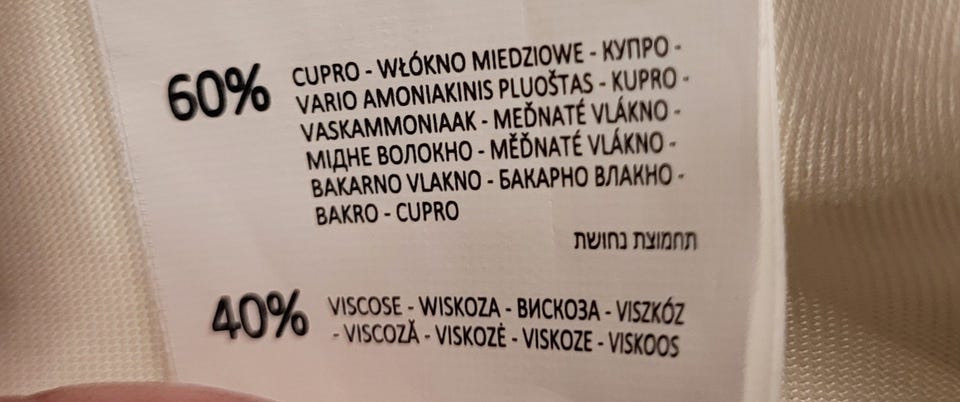 60% CUPRO - WŁÓKNO MIEDZIOWE - КУПРО -
VARIO AMONIAKINIS PLUOŠTAS - KUPRO -
VASKAMMONIAAK - MEĎNATÉ VLÁKNO -
МІДНЕ ВОЛОКНО - MĚĎNATÉ VLÁKNO -
BAKARNO VLAKNO - БАКАРНО ВЛАКНО -
BAKRO - CUPRO
תחמוצת נחושת
40% VISCOSE - WISKOZA - ВИСКОЗА - VISZKÓZ
- VISCOZĂ - VISKOZĖ - VISKOZE - VISKOOS